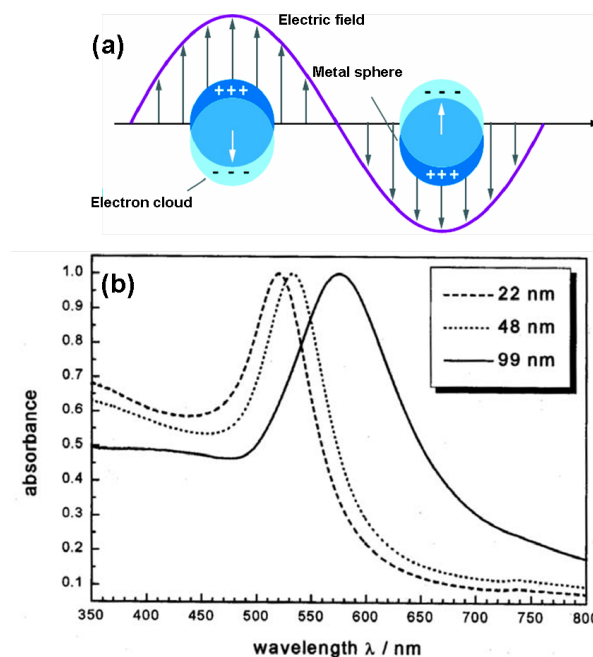 (a)
Electric field
Metal sphere
+++
- - -
- - -
+++
Electron cloud
(b)
22 nm
48 nm
99 nm
absorbance
1.0
0.9
0.8
0.7
0.6
0.5
0.4
0.3
0.2
0.1
350 400 450 500 550 600 650 700 750 800
wavelength λ / nm